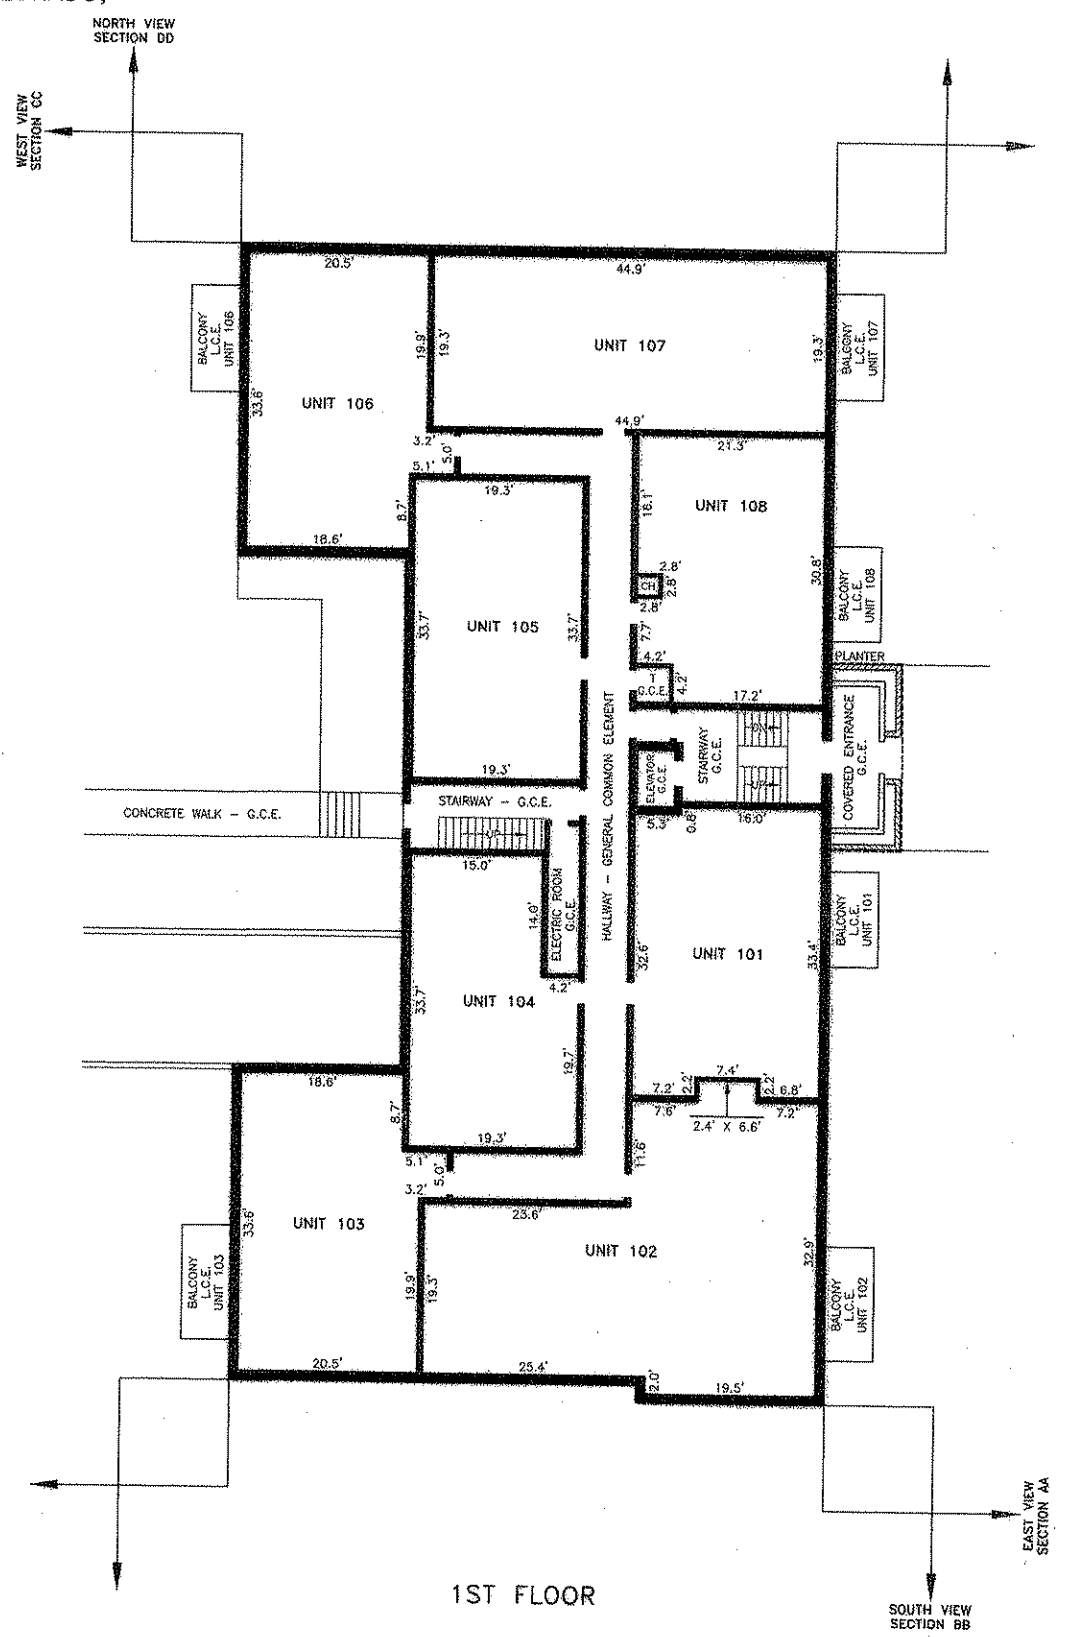 NORTH VIEW
SECTION DD
WEST VIEW
SECTION CC
20.5'
44.9'
BALCONY
L.C.E.
UNIT 106
19.9'
19.3'
UNIT 107
19.3'
BALCONY
L.C.E.
UNIT 107
33.6'
UNIT 106
44.9'
3.2'
5.0'
21.3'
5.1'
19.3'
8.7'
16.1'
UNIT 108
18.6'
2.8'
CH
2.8'
2.8'
30.8'
BALCONY
L.C.E.
UNIT 108
33.7'
UNIT 105
33.7'
7.7'
4.2'
T
G.C.E.
4.2'
PLANTER
17.2'
HALLWAY - GENERAL COMMON ELEMENT
STAIRWAY
G.C.E.
DN
UP
COVERED ENTRANCE
G.C.E.
ELEVATOR
G.C.E.
19.3'
STAIRWAY - G.C.E.
CONCRETE WALK - G.C.E.
UP
5.3'
0.8'
16.0'
15.0'
14.0'
ELECTRIC ROOM
G.C.E.
BALCONY
L.C.E.
UNIT 101
32.6'
UNIT 101
33.4'
4.2'
33.7'
UNIT 104
19.7'
18.6'
7.2'
2.2'
7.4'
2.2'
6.8'
7.6'
7.2'
2.4' X 6.6'
8.7'
19.3'
11.6'
5.1'
5.0'
3.2'
23.6'
33.6'
UNIT 103
UNIT 102
32.9'
BALCONY
L.C.E.
UNIT 103
19.9'
19.3'
BALCONY
L.C.E.
UNIT 102
20.5'
25.4'
2.0'
19.5'
EAST VIEW
SECTION AA
1ST FLOOR
SOUTH VIEW
SECTION BB